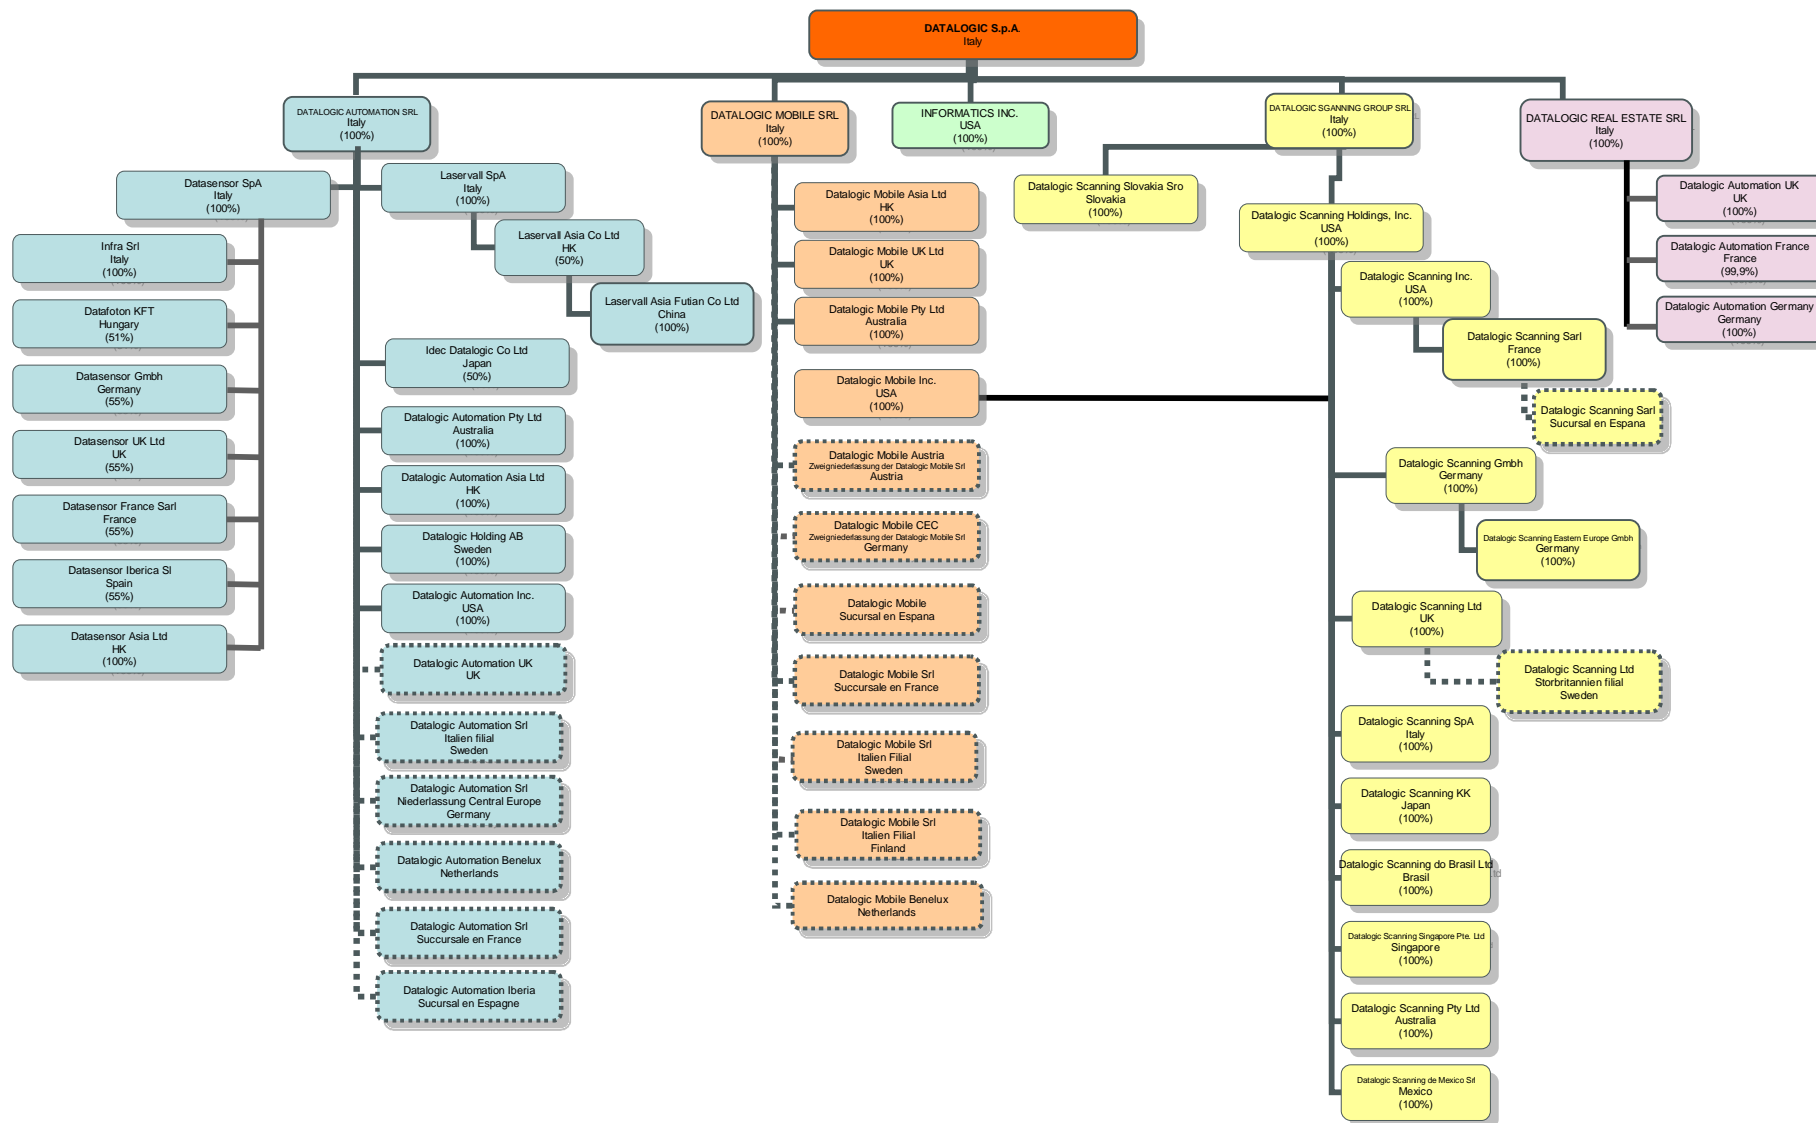 DATALOGIC S.p.A.
Italy
DATALOGIC AUTOMATION SRL
Italy
(100%)
DATALOGIC MOBILE SRL
Italy
(100%)
INFORMATICS INC.
USA
(100%)
DATALOGIC SGANNING GROUP SRL
Italy
(100%)
DATALOGIC REAL ESTATE SRL
Italy
(100%)
Datasensor SpA
Italy
(100%)
Infra Srl
Italy
(100%)
Datafoton KFT
Hungary
(51%)
Datasensor Gmbh
Germany
(55%)
Datasensor UK Ltd
UK
(55%)
Datasensor France Sarl
France
(55%)
Datasensor Iberica Sl
Spain
(55%)
Datasensor Asia Ltd
HK
(100%)
Laservall SpA
Italy
(100%)
Laservall Asia Co Ltd
HK
(50%)
Laservall Asia Futian Co Ltd
China
(100%)
Idec Datalogic Co Ltd
Japan
(50%)
Datalogic Automation Pty Ltd
Australia
(100%)
Datalogic Automation Asia Ltd
HK
(100%)
Datalogic Holding AB
Sweden
(100%)
Datalogic Automation Inc.
USA
(100%)
Datalogic Automation UK
UK
Datalogic Automation Srl
Italien filial
Sweden
Datalogic Automation Srl
Niederlassung Central Europe
Germany
Datalogic Automation Benelux
Netherlands
Datalogic Automation Srl
Succursale en France
Datalogic Automation Iberia
Sucursal en Espagne
Datalogic Mobile Asia Ltd
HK
(100%)
Datalogic Mobile UK Ltd
UK
(100%)
Datalogic Mobile Pty Ltd
Australia
(100%)
Datalogic Mobile Inc.
USA
(100%)
Datalogic Mobile Austria
Zweigniederlassung der Datalogic Mobile Srl
Austria
Datalogic Mobile CEC
Zweigniederlassung der Datalogic Mobile Srl
Germany
Datalogic Mobile
Sucursal en Espana
Datalogic Mobile Srl
Succursale en France
Datalogic Mobile Srl
Italien Filial
Sweden
Datalogic Mobile Srl
Italien Filial
Finland
Datalogic Mobile Benelux
Netherlands
Datalogic Scanning Slovakia Sro
Slovakia
(100%)
Datalogic Scanning Holdings, Inc.
USA
(100%)
Datalogic Scanning Inc.
USA
(100%)
Datalogic Scanning Sarl
France
(100%)
Datalogic Scanning Sarl
Sucursal en Espana
Datalogic Scanning Gmbh
Germany
(100%)
Datalogic Scanning Eastern Europe Gmbh
Germany
(100%)
Datalogic Scanning Ltd
UK
(100%)
Datalogic Scanning Ltd
Storbritannien filial
Sweden
Datalogic Scanning SpA
Italy
(100%)
Datalogic Scanning KK
Japan
(100%)
Datalogic Scanning do Brasil Ltd
Brasil
(100%)
Datalogic Scanning Singapore Pte. Ltd
Singapore
(100%)
Datalogic Scanning Pty Ltd
Australia
(100%)
Datalogic Scanning de Mexico Srl
Mexico
(100%)
Datalogic Automation UK
UK
(100%)
Datalogic Automation France
France
(99,9%)
Datalogic Automation Germany
Germany
(100%)